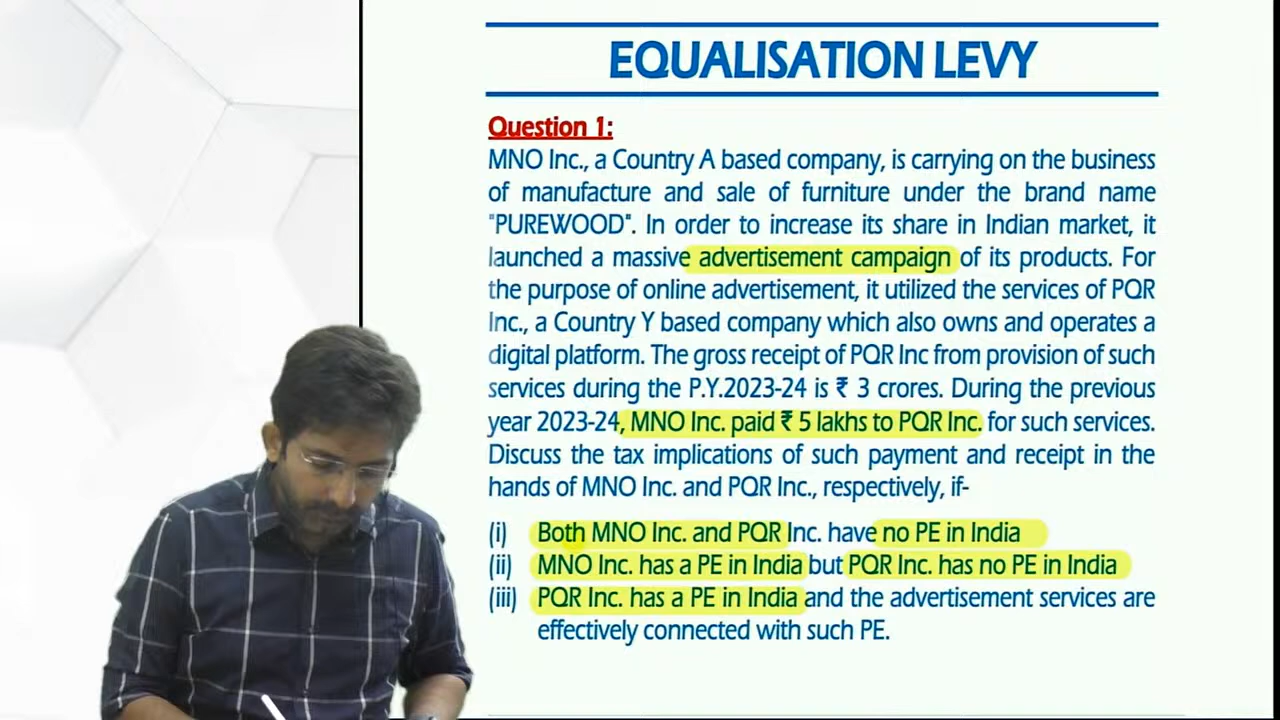 EQUALISATION LEVY
Question 1:
MNO Inc., a Country A based company, is carrying on the business
of manufacture and sale of furniture under the brand name
"PUREWOOD". In order to increase its share in Indian market, it
launched a massive advertisement campaign of its products. For
the purpose of online advertisement, it utilized the services of PQR
Inc., a Country Y based company which also owns and operates a
digital platform. The gross receipt of PQR Inc from provision of such
services during the P.Y.2023-24 is ₹ 3 crores. During the previous
year 2023-24, MNO Inc. paid ₹ 5 lakhs to PQR Inc. for such services.
Discuss the tax implications of such payment and receipt in the
hands of MNO Inc. and PQR Inc., respectively, if-
(i) Both MNO Inc. and PQR Inc. have no PE in India
(ii) MNO Inc. has a PE in India but PQR Inc. has no PE in India
(iii) PQR Inc. has a PE in India and the advertisement services are
effectively connected with such PE.